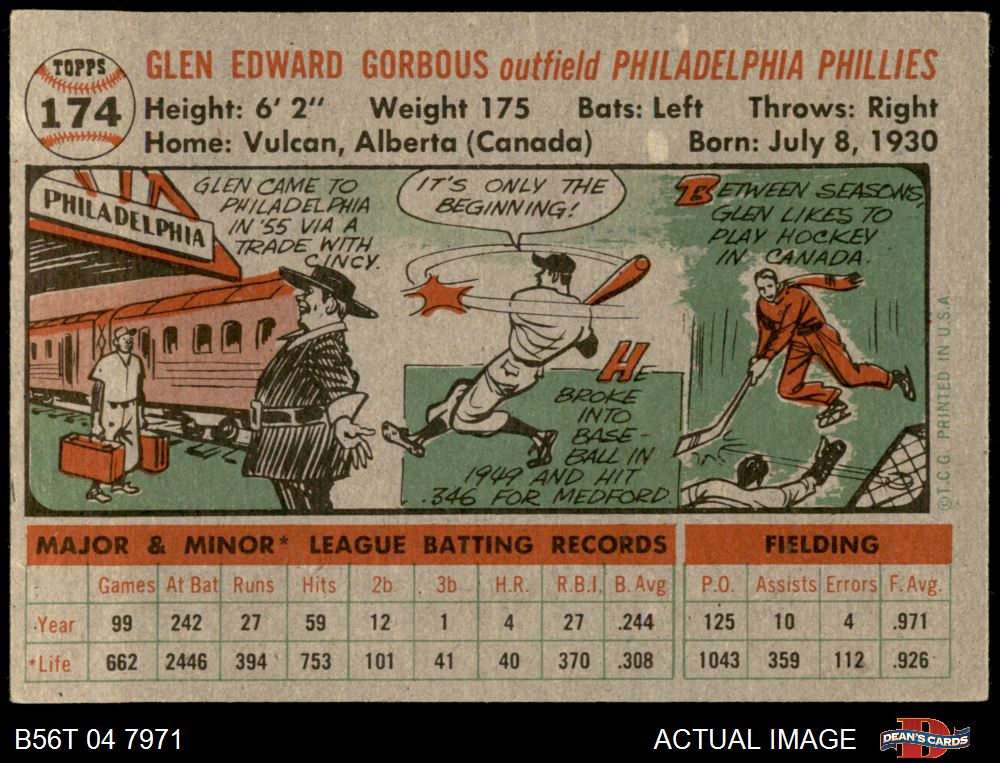 TOPPS
174
GLEN EDWARD GORBOUS outfield PHILADELPHIA PHILLIES
Height: 6' 2" Weight 175 Bats: Left Throws: Right
Home: Vulcan, Alberta (Canada) Born: July 8, 1930
PHILADELPHIA
GLEN CAME TO
PHILADELPHIA
IN '55 VIA A
TRADE WITH
CINCY.
IT'S ONLY THE
BEGINNING!
HE
BROKE
INTO
BASE-
BALL IN
1949 AND HIT
.346 FOR MEDFORD.
BETWEEN SEASONS,
GLEN LIKES TO
PLAY HOCKEY
IN CANADA.
© T.C.G. PRINTED IN U.S.A.
MAJOR & MINOR* LEAGUE BATTING RECORDS FIELDING
Games At Bat Runs Hits 2b 3b H.R. R.B.I. B. Avg P.O. Assists Errors F. Avg.
Year 99 242 27 59 12 1 4 27 .244 125 10 4 .971
*Life 662 2446 394 753 101 41 40 370 .308 1043 359 112 .926
B56T 04 7971 ACTUAL IMAGE D DEAN'S CARDS